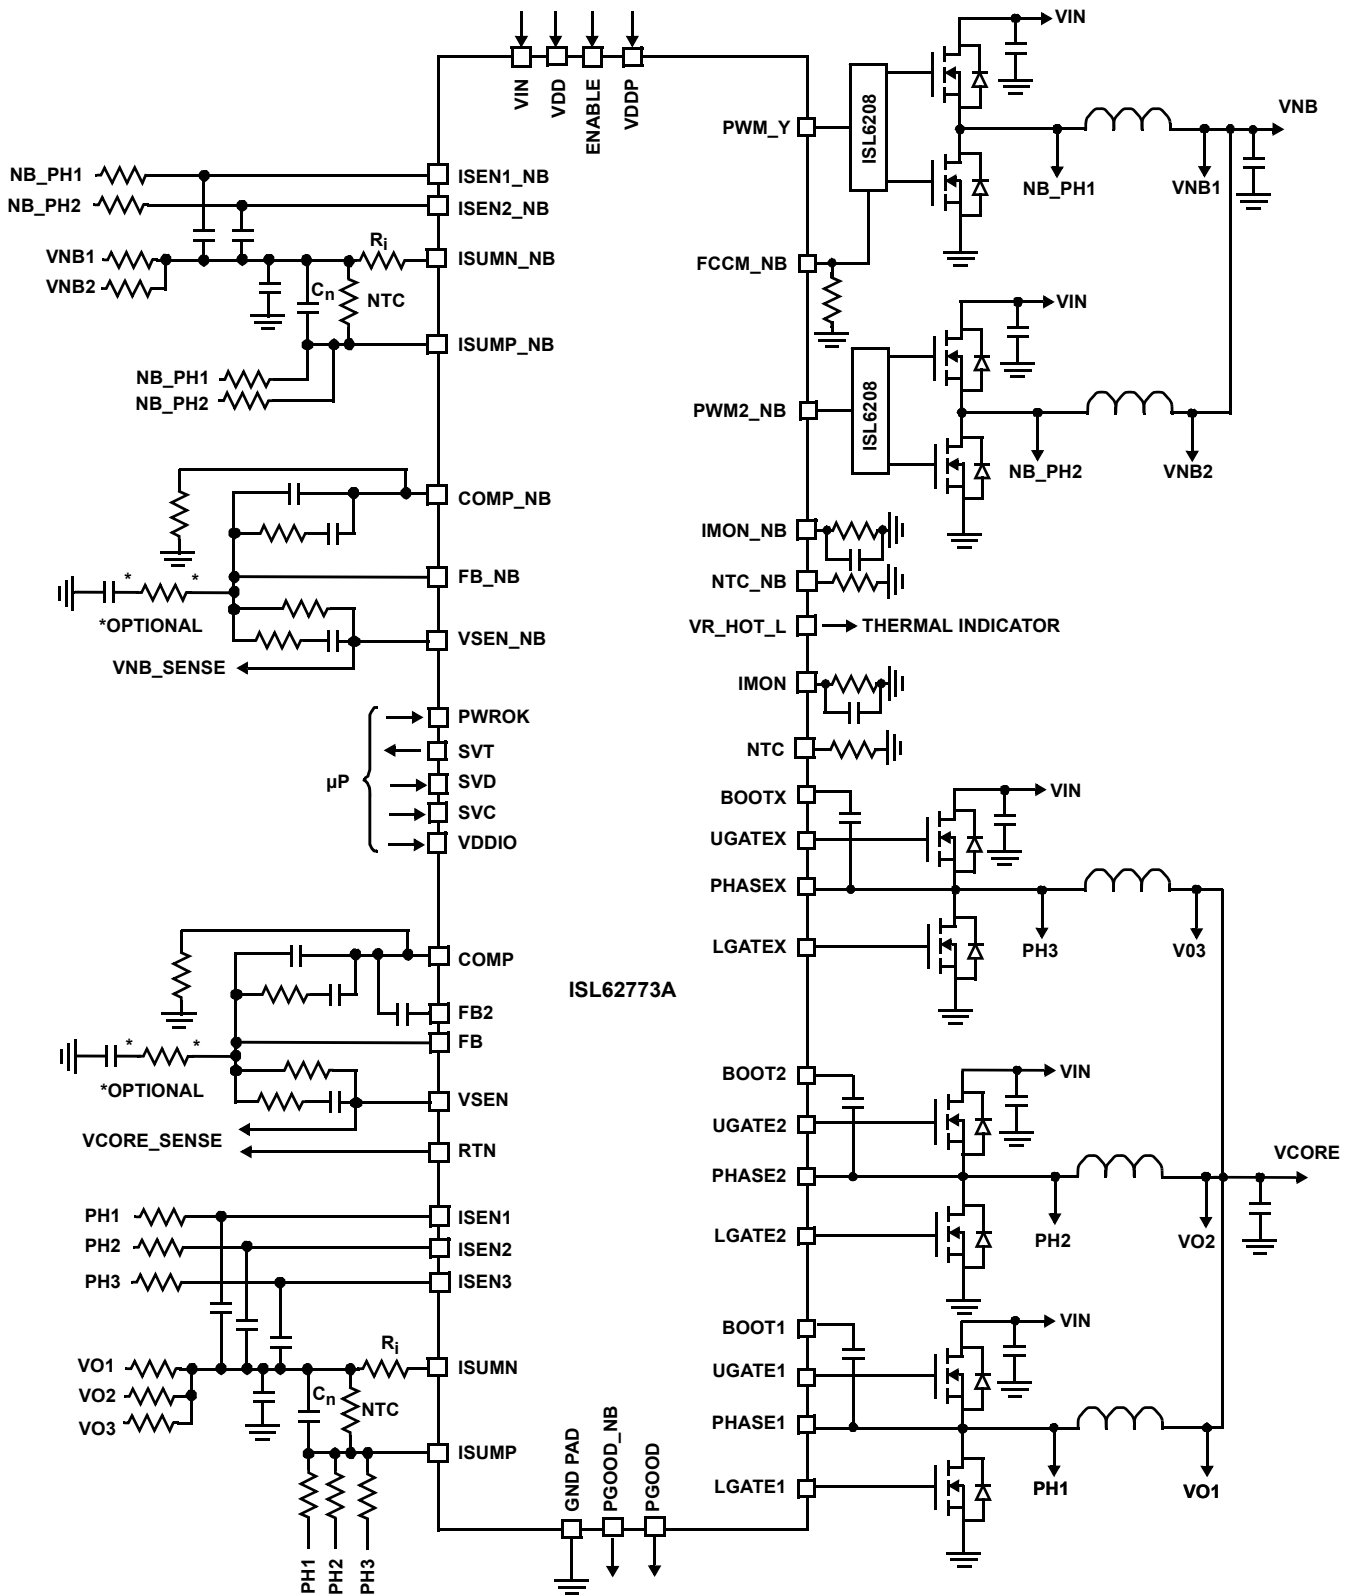 VIN
VDD
ENABLE
VDDP
NB_PH1
NB_PH2
VNB1
VNB2
Ri
Cn
NTC
NB_PH1
NB_PH2
ISEN1_NB
ISEN2_NB
ISUMN_NB
ISUMP_NB
COMP_NB
FB_NB
* *
*OPTIONAL
VSEN_NB
VNB_SENSE
µP
PWROK
SVT
SVD
SVC
VDDIO
COMP
FB2
FB
* *
*OPTIONAL
VSEN
VCORE_SENSE
RTN
PH1
PH2
PH3
ISEN1
ISEN2
ISEN3
Ri
ISUMN
VO1
VO2
VO3
Cn
NTC
ISUMP
PH1
PH2
PH3
ISL62773A
GND PAD
PGOOD_NB
PGOOD
PWM_Y
ISL6208
VIN
NB_PH1
VNB1
VNB
FCCM_NB
PWM2_NB
ISL6208
VIN
NB_PH2
VNB2
IMON_NB
NTC_NB
VR_HOT_L
THERMAL INDICATOR
IMON
NTC
BOOTX
UGATEX
PHASEX
LGATEX
VIN
PH3
V03
BOOT2
UGATE2
PHASE2
LGATE2
VIN
PH2
VO2
VCORE
BOOT1
UGATE1
PHASE1
LGATE1
VIN
PH1
VO1